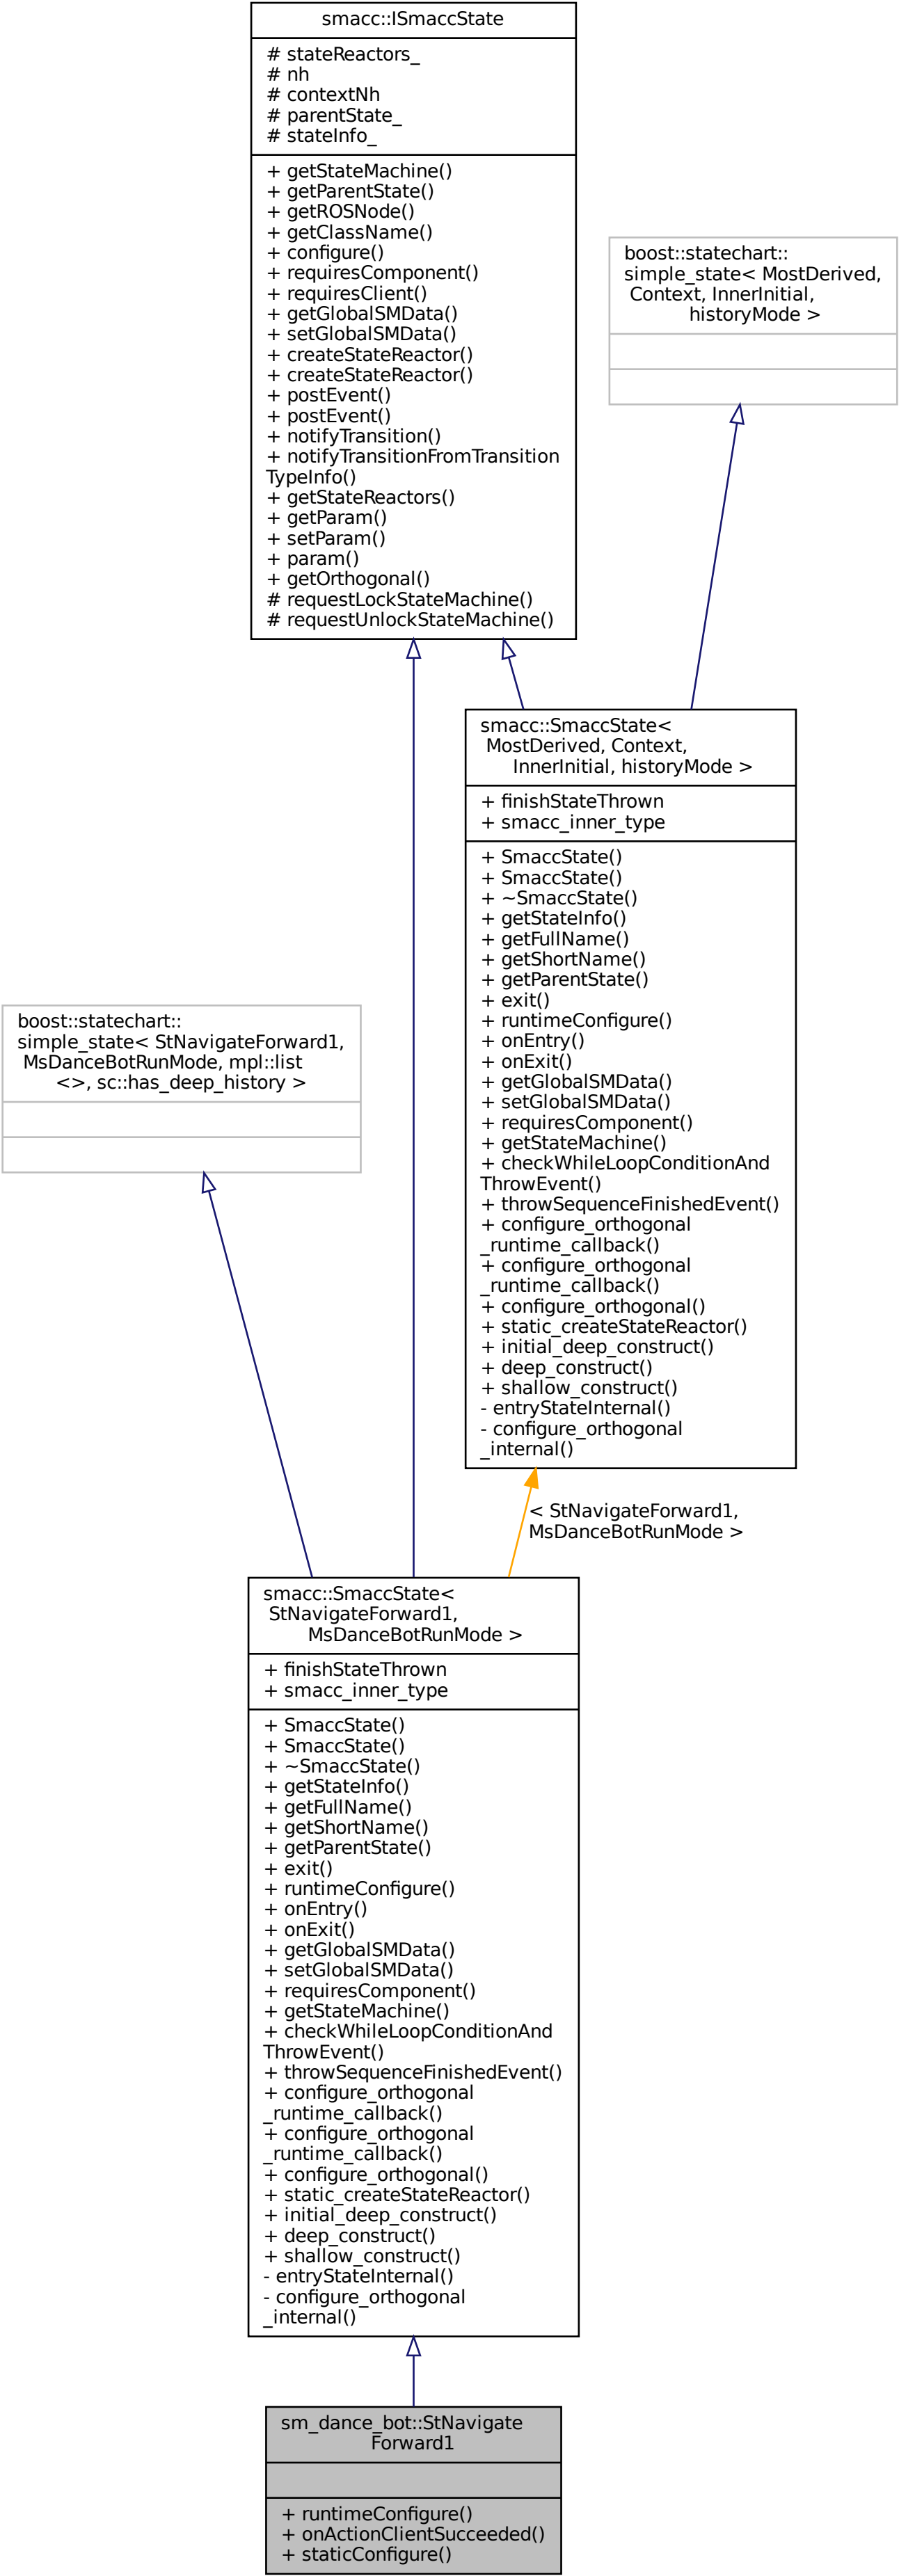 smacc::ISmaccState
# stateReactors_
# nh
# contextNh
# parentState_
# stateInfo_
+ getStateMachine()
+ getParentState()
+ getROSNode()
+ getClassName()
+ configure()
+ requiresComponent()
+ requiresClient()
+ getGlobalSMData()
+ setGlobalSMData()
+ createStateReactor()
+ createStateReactor()
+ postEvent()
+ postEvent()
+ notifyTransition()
+ notifyTransitionFromTransition
TypeInfo()
+ getStateReactors()
+ getParam()
+ setParam()
+ param()
+ getOrthogonal()
# requestLockStateMachine()
# requestUnlockStateMachine()
boost::statechart::
simple_state< MostDerived,
Context, InnerInitial,
historyMode >
smacc::SmaccState<
MostDerived, Context,
InnerInitial, historyMode >
+ finishStateThrown
+ smacc_inner_type
+ SmaccState()
+ SmaccState()
+ ~SmaccState()
+ getStateInfo()
+ getFullName()
+ getShortName()
+ getParentState()
+ exit()
+ runtimeConfigure()
+ onEntry()
+ onExit()
+ getGlobalSMData()
+ setGlobalSMData()
+ requiresComponent()
+ getStateMachine()
+ checkWhileLoopConditionAnd
ThrowEvent()
+ throwSequenceFinishedEvent()
+ configure_orthogonal
_runtime_callback()
+ configure_orthogonal
_runtime_callback()
+ configure_orthogonal()
+ static_createStateReactor()
+ initial_deep_construct()
+ deep_construct()
+ shallow_construct()
- entryStateInternal()
- configure_orthogonal
_internal()
boost::statechart::
simple_state< StNavigateForward1,
MsDanceBotRunMode, mpl::list
<>, sc::has_deep_history >
< StNavigateForward1,
MsDanceBotRunMode >
smacc::SmaccState<
StNavigateForward1,
MsDanceBotRunMode >
+ finishStateThrown
+ smacc_inner_type
+ SmaccState()
+ SmaccState()
+ ~SmaccState()
+ getStateInfo()
+ getFullName()
+ getShortName()
+ getParentState()
+ exit()
+ runtimeConfigure()
+ onEntry()
+ onExit()
+ getGlobalSMData()
+ setGlobalSMData()
+ requiresComponent()
+ getStateMachine()
+ checkWhileLoopConditionAnd
ThrowEvent()
+ throwSequenceFinishedEvent()
+ configure_orthogonal
_runtime_callback()
+ configure_orthogonal
_runtime_callback()
+ configure_orthogonal()
+ static_createStateReactor()
+ initial_deep_construct()
+ deep_construct()
+ shallow_construct()
- entryStateInternal()
- configure_orthogonal
_internal()
sm_dance_bot::StNavigate
Forward1
+ runtimeConfigure()
+ onActionClientSucceeded()
+ staticConfigure()